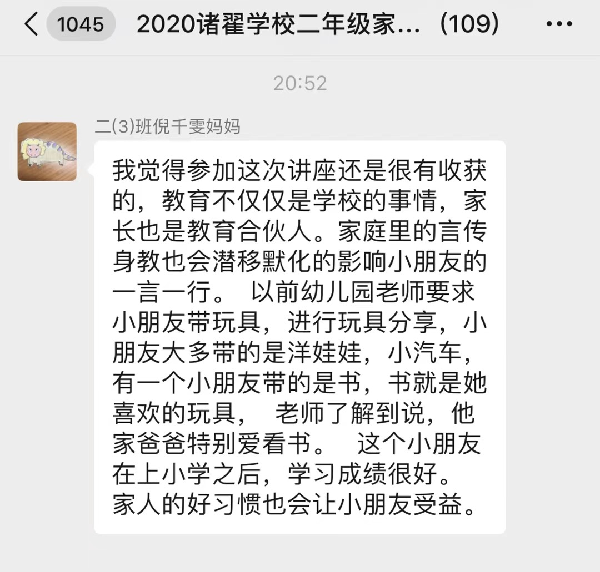 1045
2020诸翟学校二年级家...（109）
20:52
二(3)班倪千雯妈妈
我觉得参加这次讲座还是很有收获
的，教育不仅仅是学校的事情，家
长也是教育合伙人。家庭里的言传
身教也会潜移默化的影响小朋友的
一言一行。 以前幼儿园老师要求
小朋友带玩具，进行玩具分享，小
朋友大多带的是洋娃娃，小汽车，
有一个小朋友带的是书，书就是她
喜欢的玩具， 老师了解到说，他
家爸爸特别爱看书。 这个小朋友
在上小学之后，学习成绩很好。
家人的好习惯也会让小朋友受益。